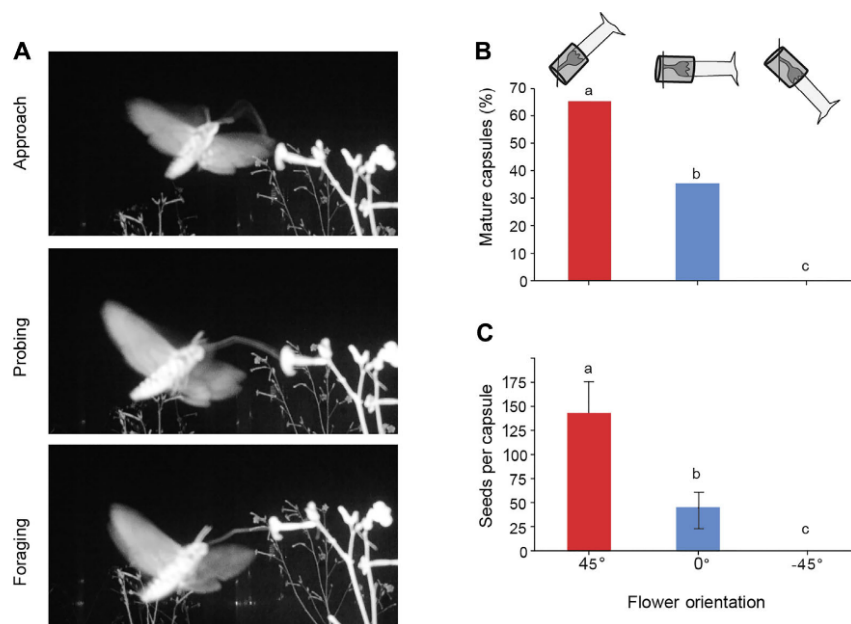 A
Approach
Probing
Foraging
B
Mature capsules (%)
70
60
50
40
30
20
10
0
a
b
c
C
Seeds per capsule
175
150
125
100
75
50
25
0
a
b
c
45° 0° -45°
Flower orientation